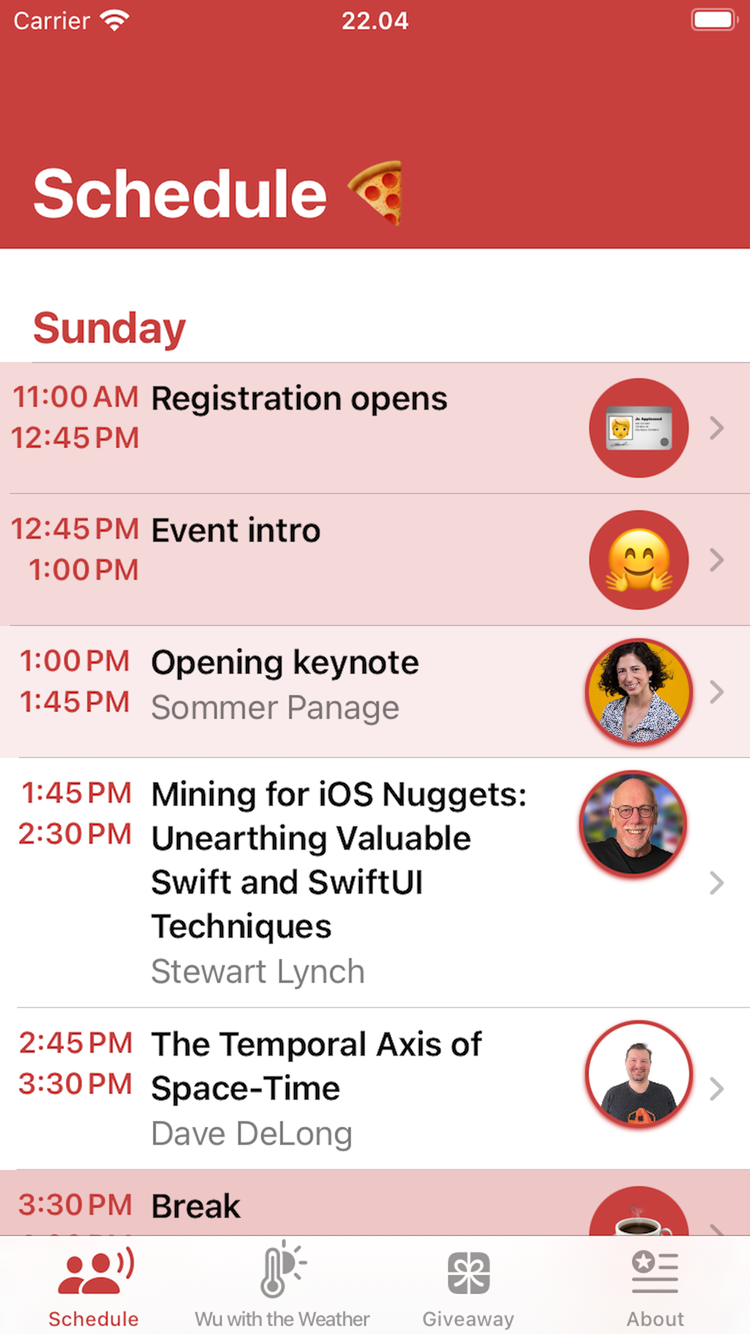 Carrier
22.04
Schedule 🍕
Sunday
11:00 AM Registration opens
12:45 PM
12:45 PM Event intro
1:00 PM
1:00 PM Opening keynote
1:45 PM Sommer Panage
1:45 PM Mining for iOS Nuggets:
2:30 PM Unearthing Valuable
Swift and SwiftUI
Techniques
Stewart Lynch
2:45 PM The Temporal Axis of
3:30 PM Space-Time
Dave DeLong
3:30 PM Break
Schedule
Wu with the Weather
Giveaway
About